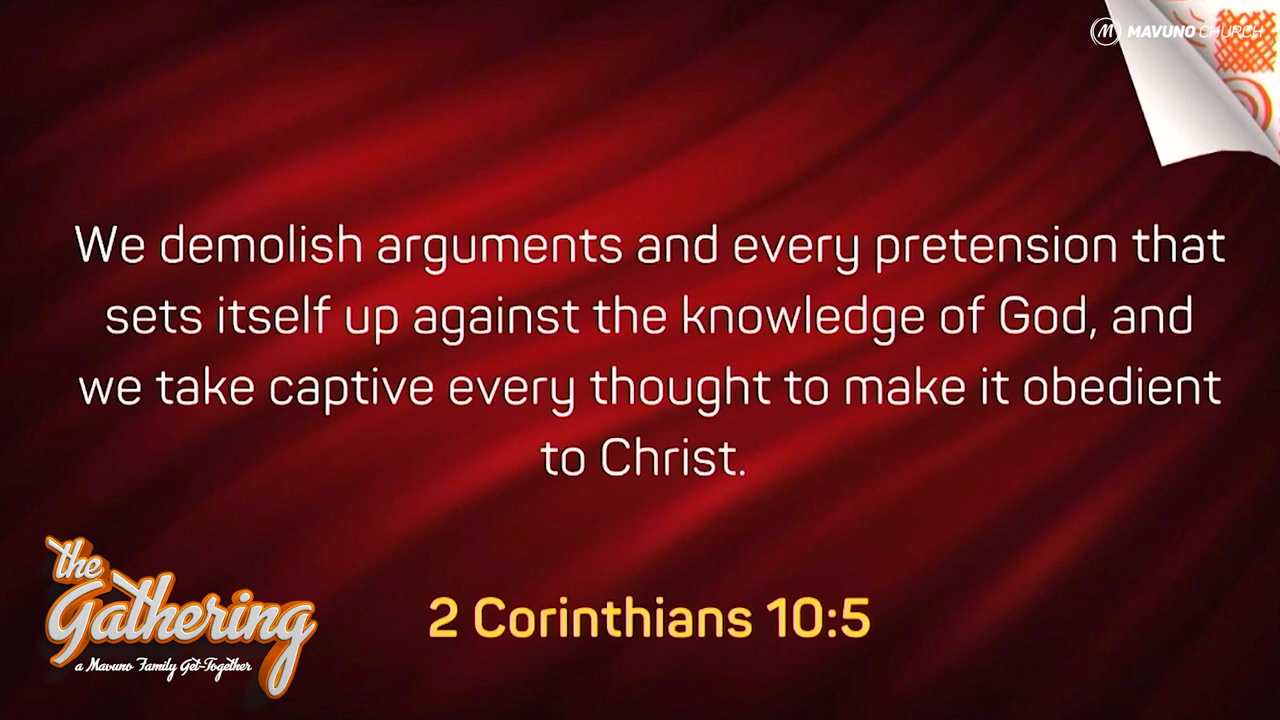 MAVUNO CHURCH
We demolish arguments and every pretension that
sets itself up against the knowledge of God, and
we take captive every thought to make it obedient
to Christ.
2 Corinthians 10:5
the
Gathering
a Mavuno Family Get-Together